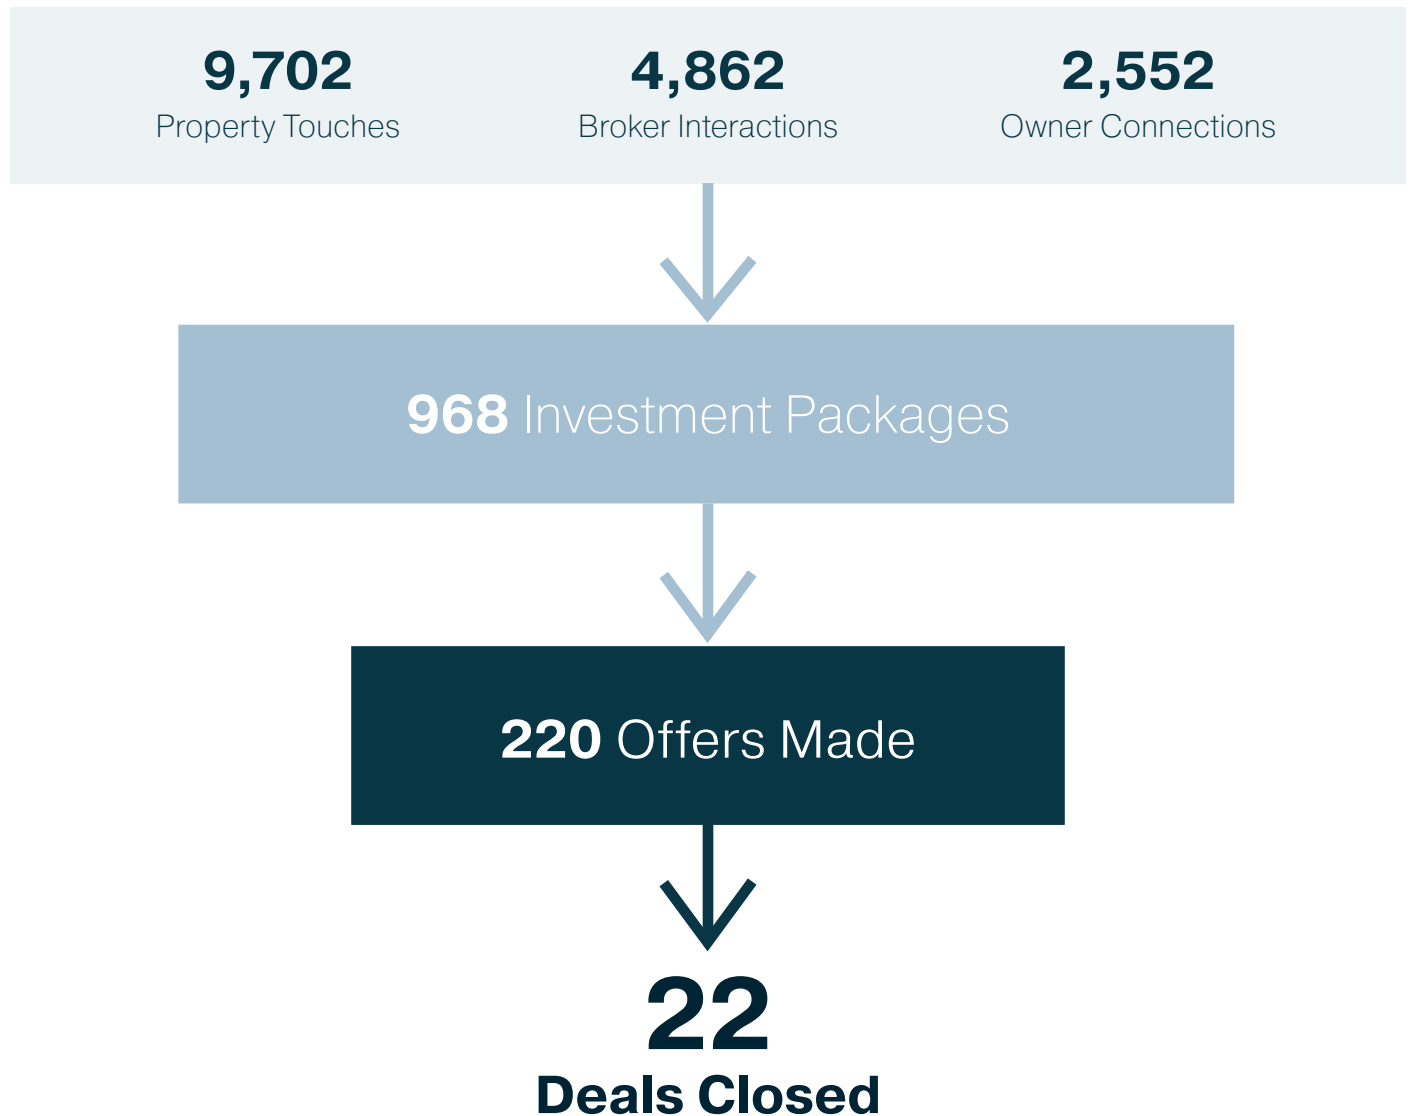 9,702 4,862 2,552
Property Touches Broker Interactions Owner Connections
968 Investment Packages
220 Offers Made
22
Deals Closed